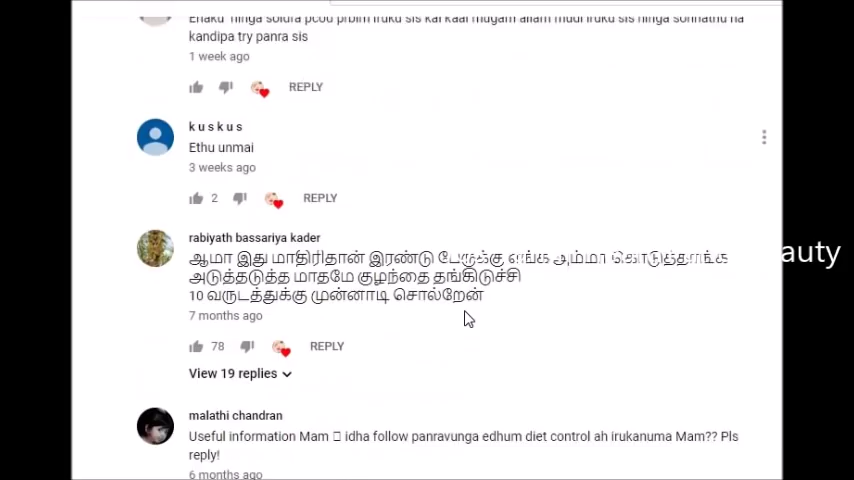 Enaku ninga solura pcod prblm iruku sis kai kaal mugam allam mudi iruku sis ninga sonnathu na
kandipa try panra sis
1 week ago
REPLY
k u s k u s
Ethu unmai
3 weeks ago
2 REPLY
rabiyath bassariya kader
ஆமா இது மாதிரிதான் இரண்டு பேருக்கு எங்க அம்மா கொடுத்தாங்க
அடுத்தடுத்த மாதமே குழந்தை தங்கிடுச்சி
10 வருடத்துக்கு முன்னாடி சொல்றேன்
7 months ago
78 REPLY
View 19 replies
malathi chandran
Useful information Mam idha follow panravunga edhum diet control ah irukanuma Mam?? Pls
reply!
6 months ago